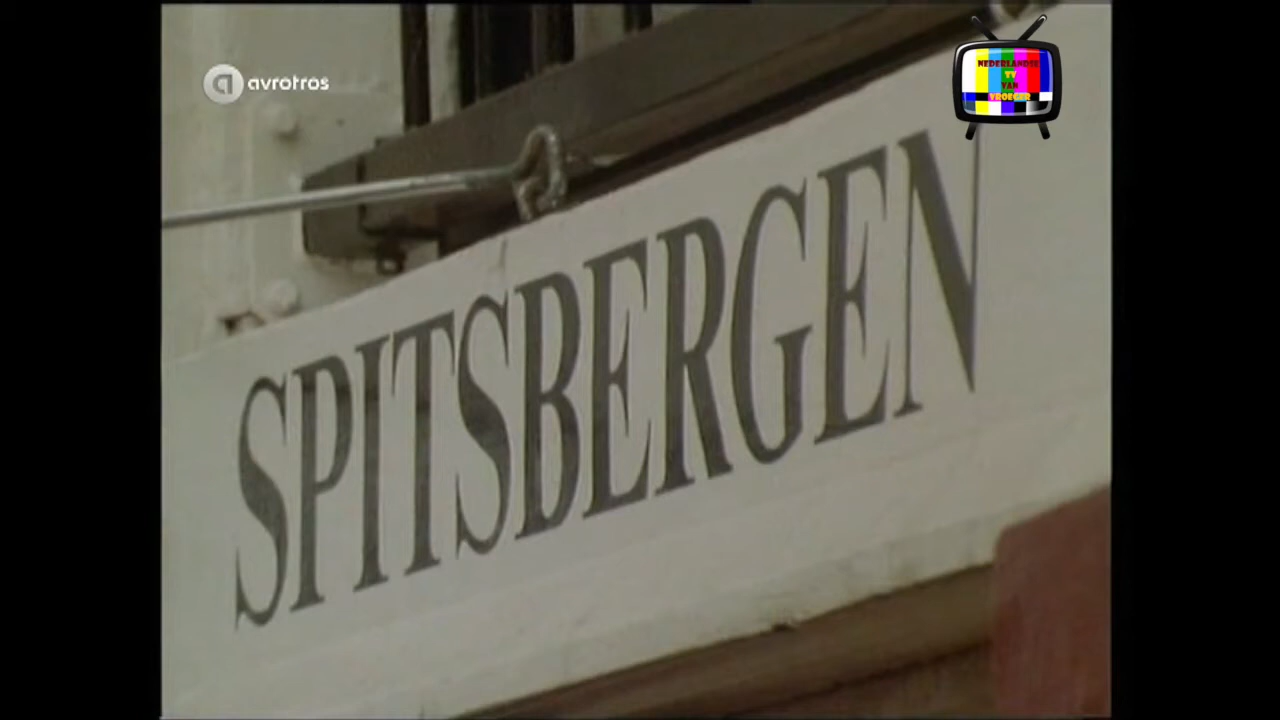 avrotros
NEDERLANDSE
TV
VAN
VROEGER
SPITSBERGEN